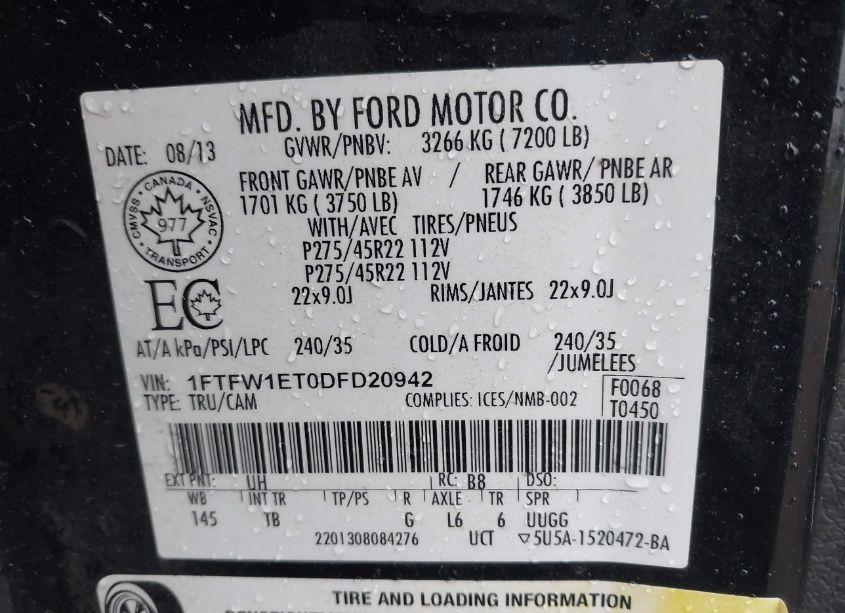 MFD. BY FORD MOTOR CO.
DATE: 08/13 GVWR/PNBV: 3266 KG ( 7200 LB)
FRONT GAWR/PNBE AV / REAR GAWR/ PNBE AR
1701 KG ( 3750 LB) 1746 KG ( 3850 LB)
WITH/AVEC TIRES/PNEUS
P275/45R22 112V
P275/45R22 112V
22x9.0J RIMS/JANTES 22x9.0J
CANADA
CMVSS NSVAC
977
TRANSPORT
EC
AT/A kPa/PSI/LPC 240/35 COLD/A FROID 240/35
/JUMELEES
VIN: 1FTFW1ET0DFD20942 F0068
TYPE: TRU/CAM COMPLIES: ICES/NMB-002 T0450
EXT PNT: UH RC: B8 DSO:
WB INT TR TP/PS R AXLE TR SPR
145 TB G L6 6 UUGG
2201308084276 UCT ▽5U5A-1520472-BA
TIRE AND LOADING INFORMATION